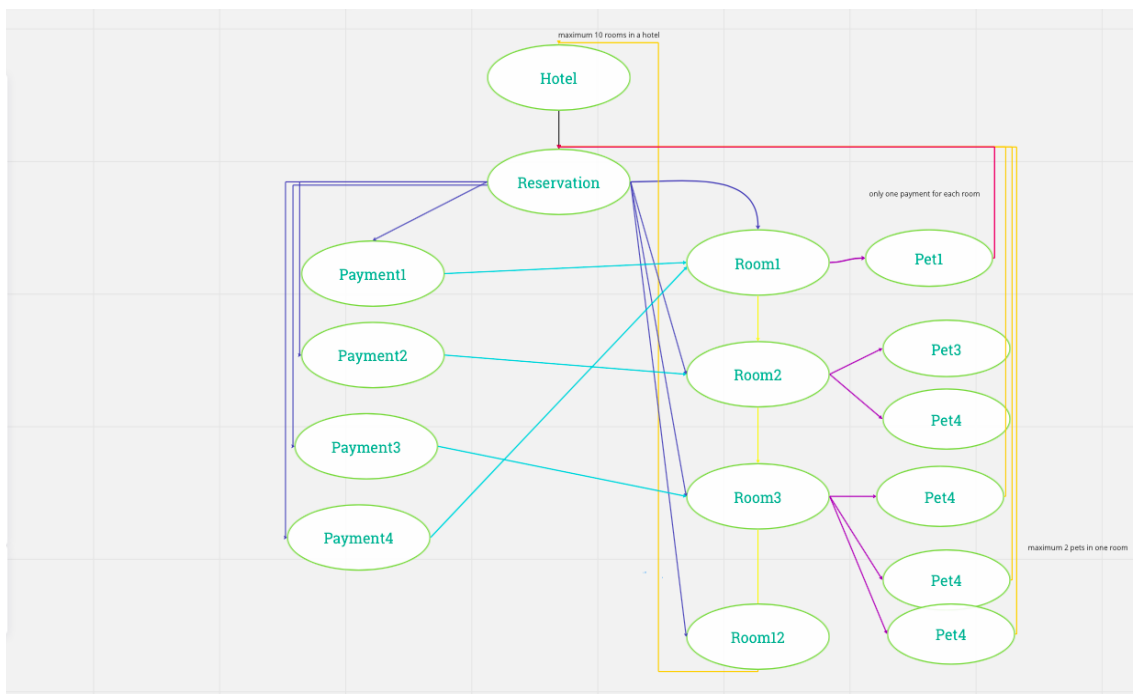 maximum 10 rooms in a hotel
Hotel
Reservation
only one payment for each room
Payment1
Room1
Pet1
Payment2
Room2
Pet3
Pet4
Payment3
Room3
Pet4
Payment4
maximum 2 pets in one room
Pet4
Room12
Pet4